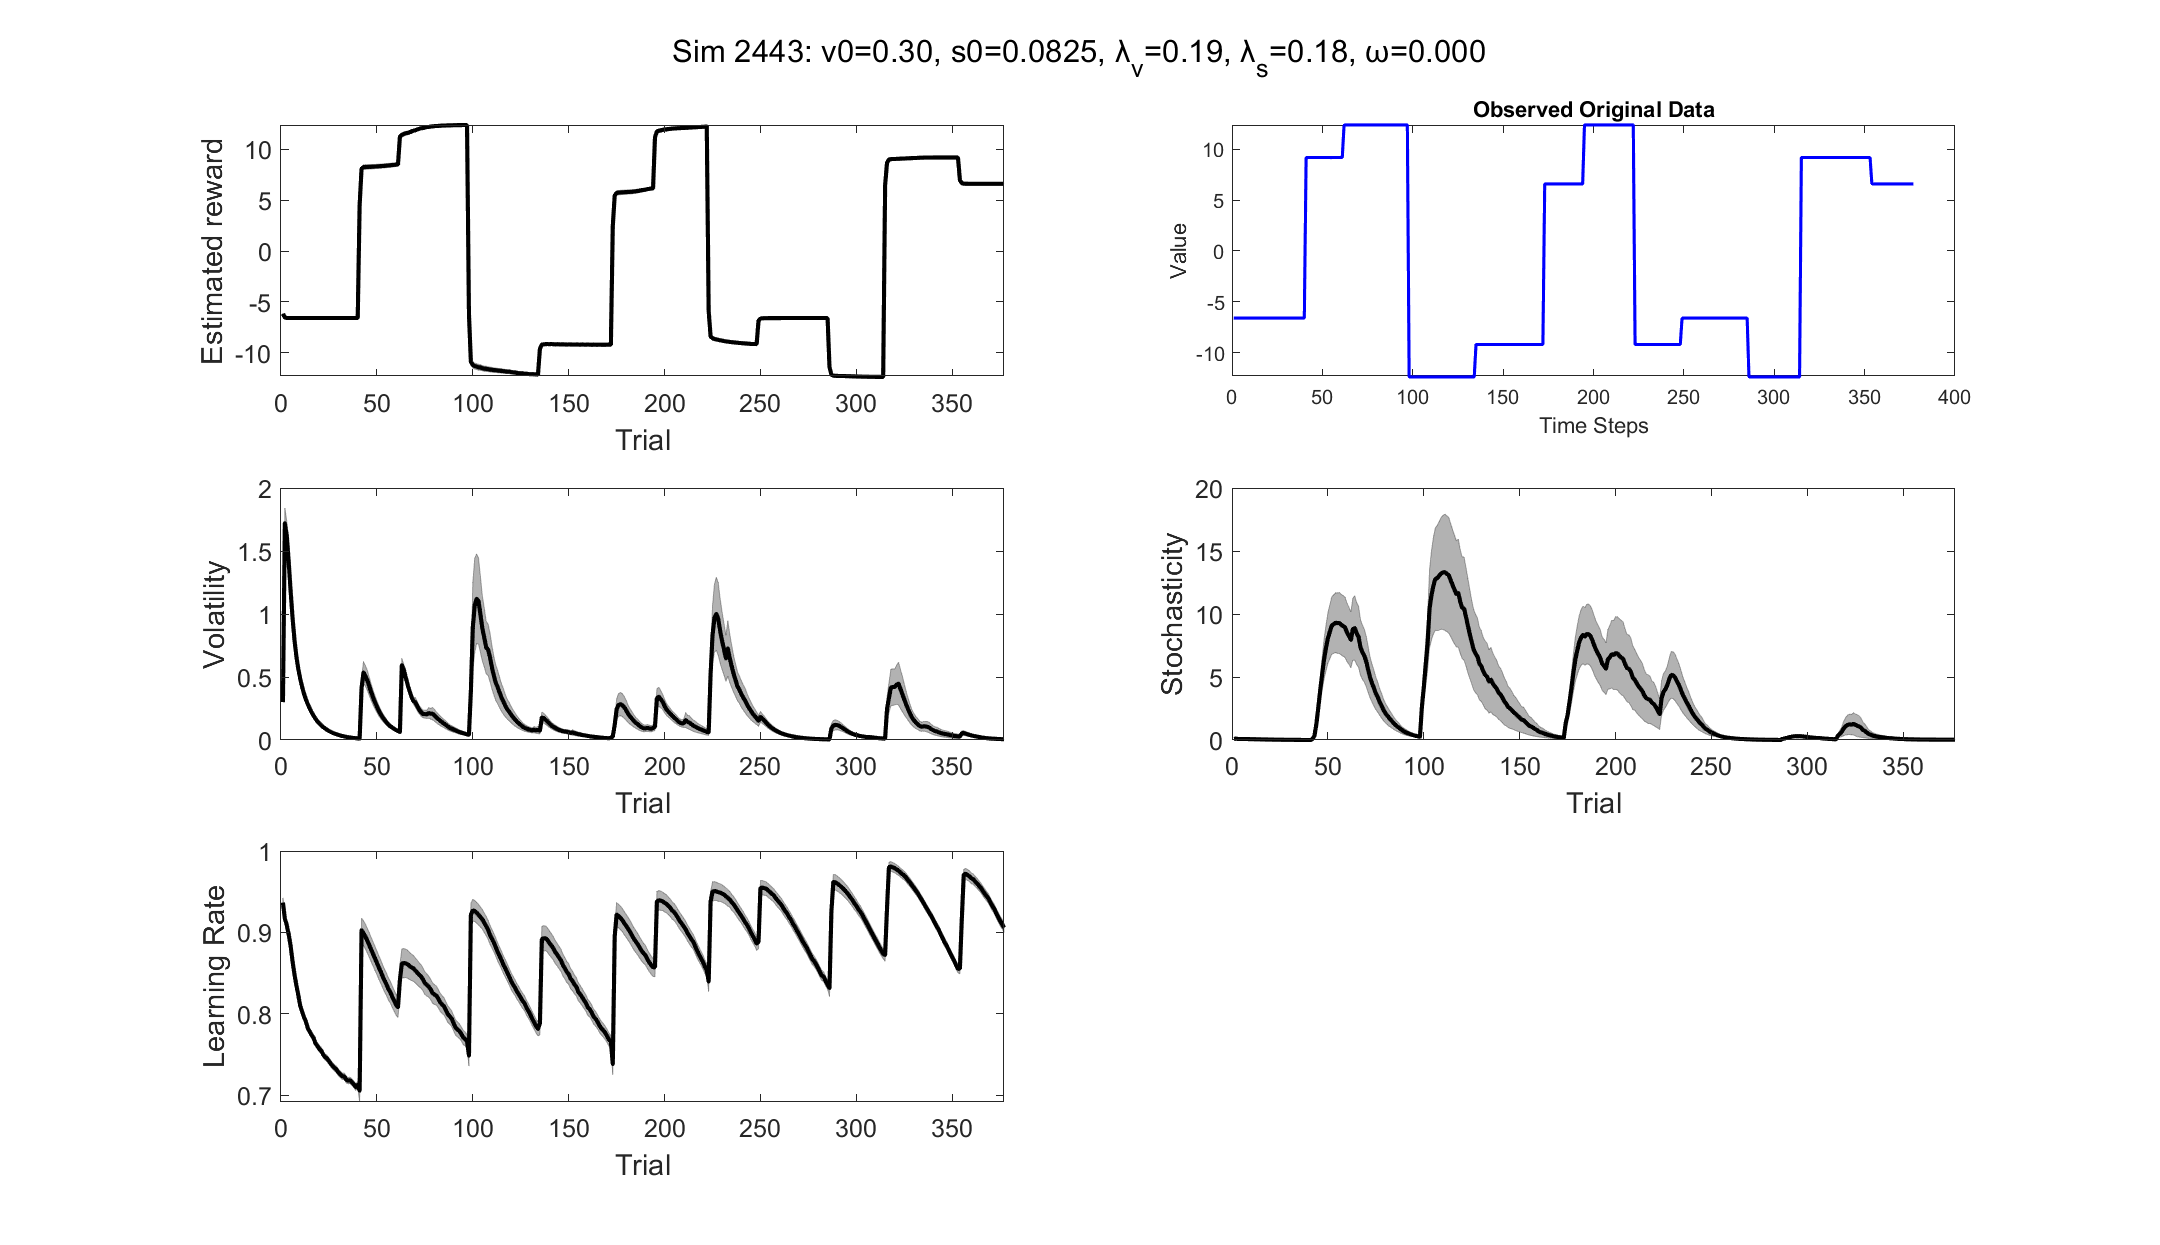 Sim 2443: v0=0.30, s0=0.0825, λv=0.19, λs=0.18, ω=0.000
Estimated reward
10
5
0
-5
-10
0 50 100 150 200 250 300 350
Trial
Observed Original Data
Value
10
5
0
-5
-10
0 50 100 150 200 250 300 350 400
Time Steps
Volatility
2
1.5
1
0.5
0
0 50 100 150 200 250 300 350
Trial
Stochasticity
20
15
10
5
0
0 50 100 150 200 250 300 350
Trial
Learning Rate
1
0.9
0.8
0.7
0 50 100 150 200 250 300 350
Trial